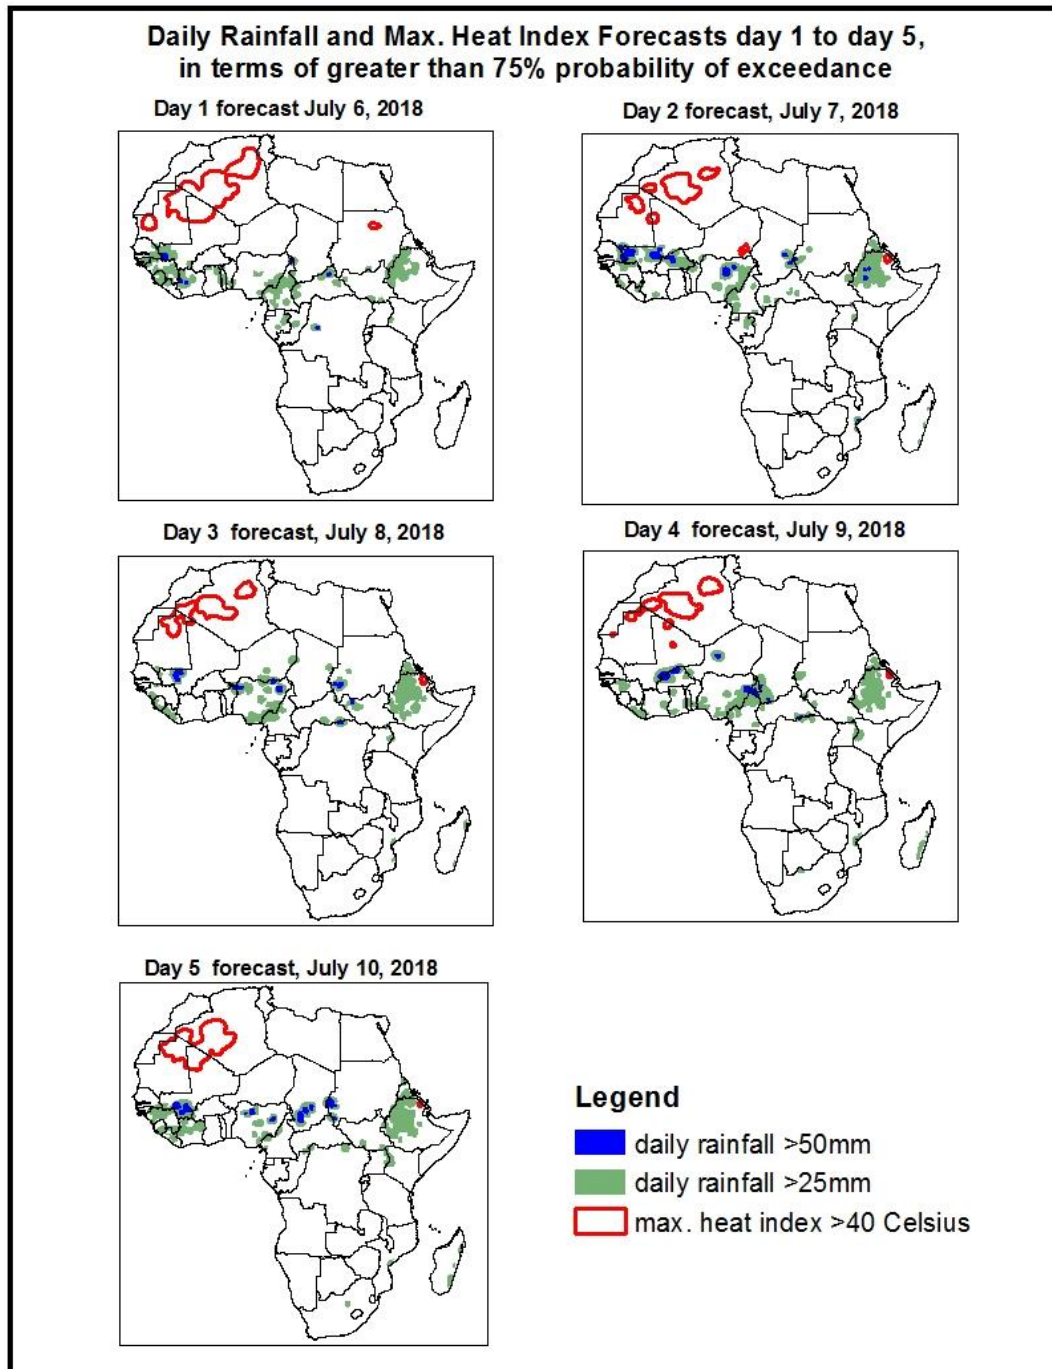 Daily Rainfall and Max. Heat Index Forecasts day 1 to day 5,
in terms of greater than 75% probability of exceedance
Day 1 forecast July 6, 2018
Day 2 forecast, July 7, 2018
Day 3 forecast, July 8, 2018
Day 4 forecast, July 9, 2018
Day 5 forecast, July 10, 2018
Legend
daily rainfall >50mm
daily rainfall >25mm
max. heat index >40 Celsius